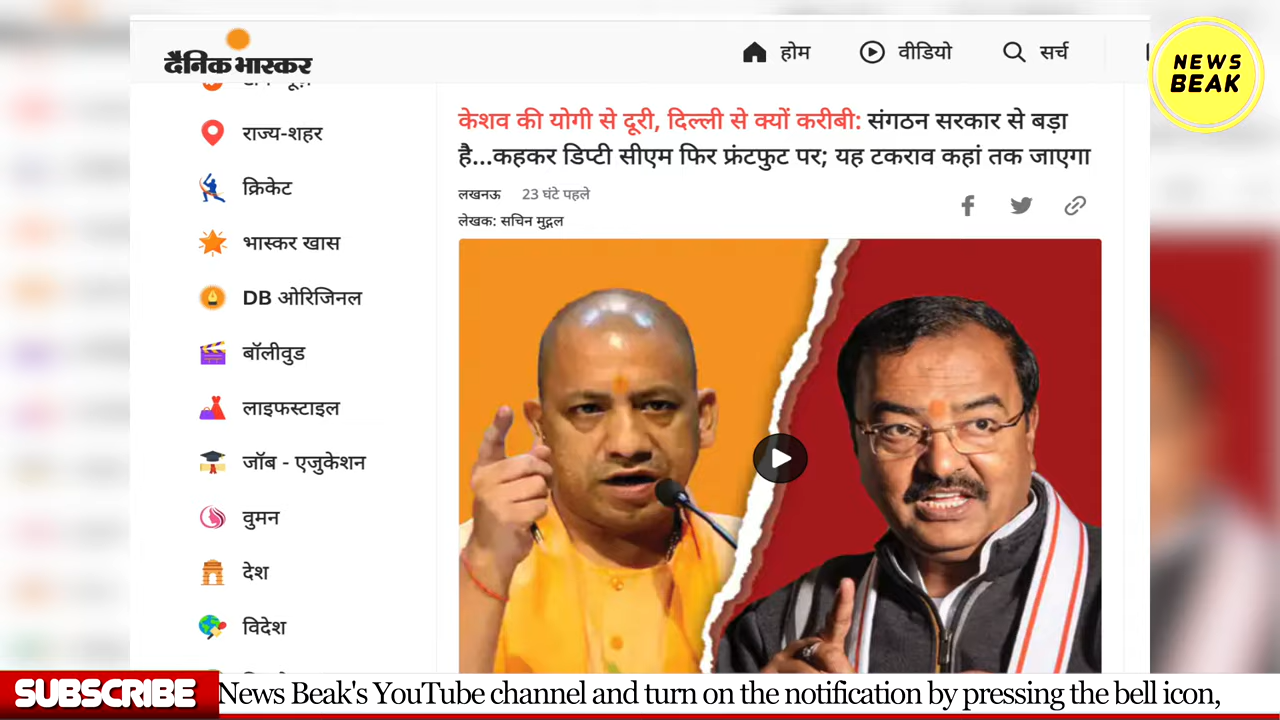 दैनिक भास्कर
होम
वीडियो
सर्च
NEWS
BEAK
राज्य-शहर
क्रिकेट
भास्कर खास
DB ओरिजिनल
बॉलीवुड
लाइफस्टाइल
जॉब - एजुकेशन
वुमन
देश
विदेश
केशव की योगी से दूरी, दिल्ली से क्यों करीबी: संगठन सरकार से बड़ा
है...कहकर डिप्टी सीएम फिर फ्रंटफुट पर; यह टकराव कहां तक जाएगा
लखनऊ 23 घंटे पहले
लेखक: सचिन मुद्गल
SUBSCRIBE
News Beak's YouTube channel and turn on the notification by pressing the bell icon,